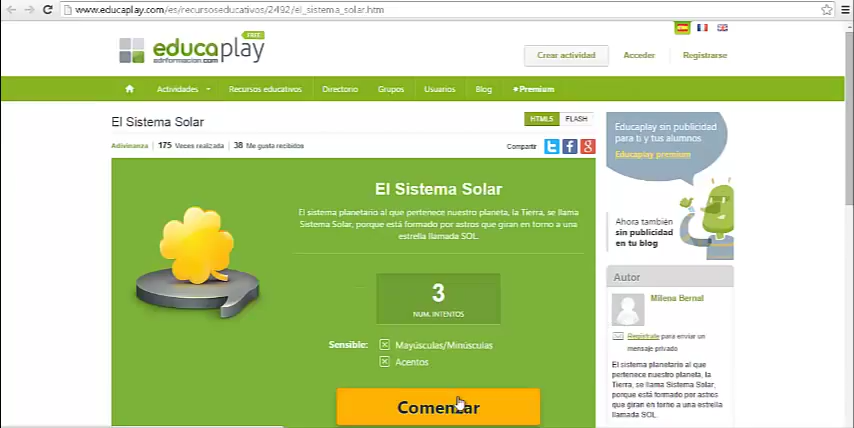 www.educaplay.com/es/recursoseducativos/2492/el_sistema_solar.htm
FREE
educaplay
adrinformacion.com
Crear actividad
Acceder
Registrarse
Actividades
Recursos educativos
Directorio
Grupos
Usuarios
Blog
Premium
El Sistema Solar
HTML5
FLASH
Adivinanza | 175 Veces realizada | 38 Me gusta recibidos
Compartir
El Sistema Solar
El sistema planetario al que pertenece nuestro planeta, la Tierra, se llama
Sistema Solar, porque está formado por astros que giran en torno a una
estrella llamada SOL.
3
NUM. INTENTOS
Sensible:
Mayúsculas/Minúsculas
Acentos
Comenzar
Educaplay sin publicidad
para ti y tus alumnos
Educaplay premium
Ahora también
sin publicidad
en tu blog
Autor
Milena Bernal
Regístrate para enviar un
mensaje privado
El sistema planetario al que
pertenece nuestro planeta, la
Tierra, se llama Sistema Solar,
porque está formado por astros
que giran en torno a una estrella
llamada SOL.